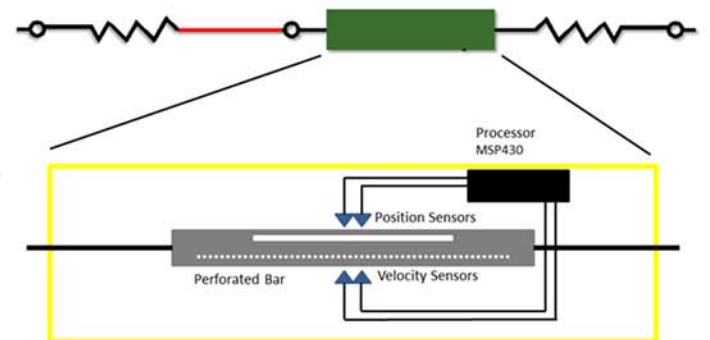 Processor
MSP430
Position Sensors
Perforated Bar
Velocity Sensors